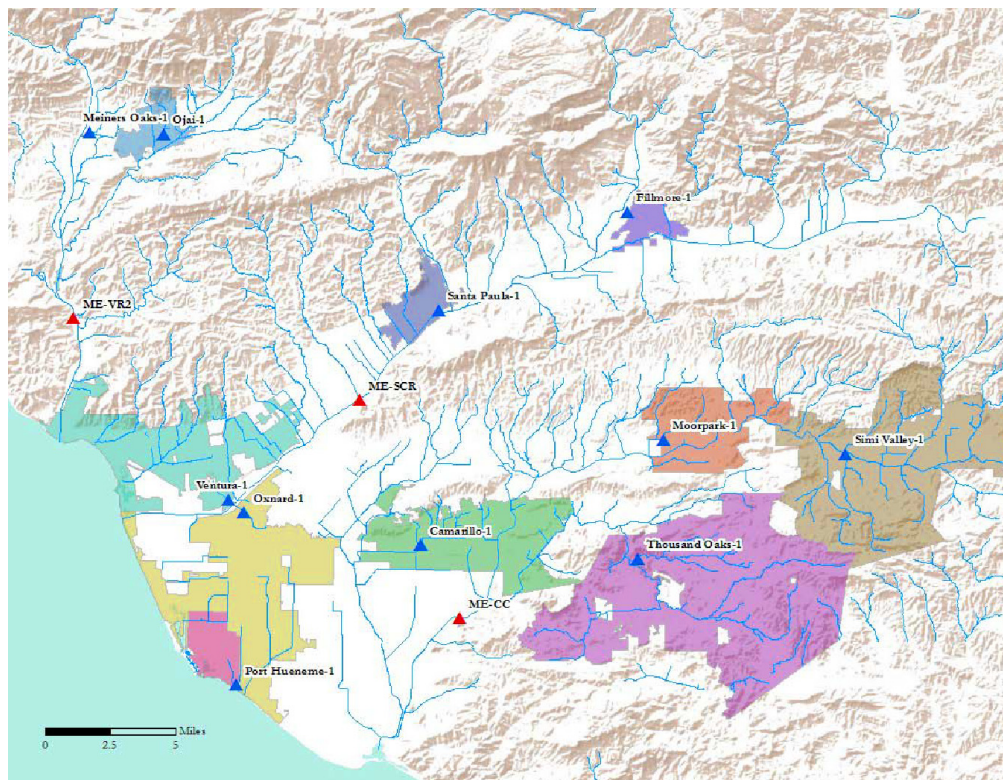 Meiners Oaks-1
Ojai-1
Fillmore-1
Santa Paula-1
ME-VR2
ME-SCR
Moorpark-1
Simi Valley-1
Ventura-1
Oxnard-1
Camarillo-1
Thousand Oaks-1
ME-CC
Port Hueneme-1
Miles
0 2.5 5